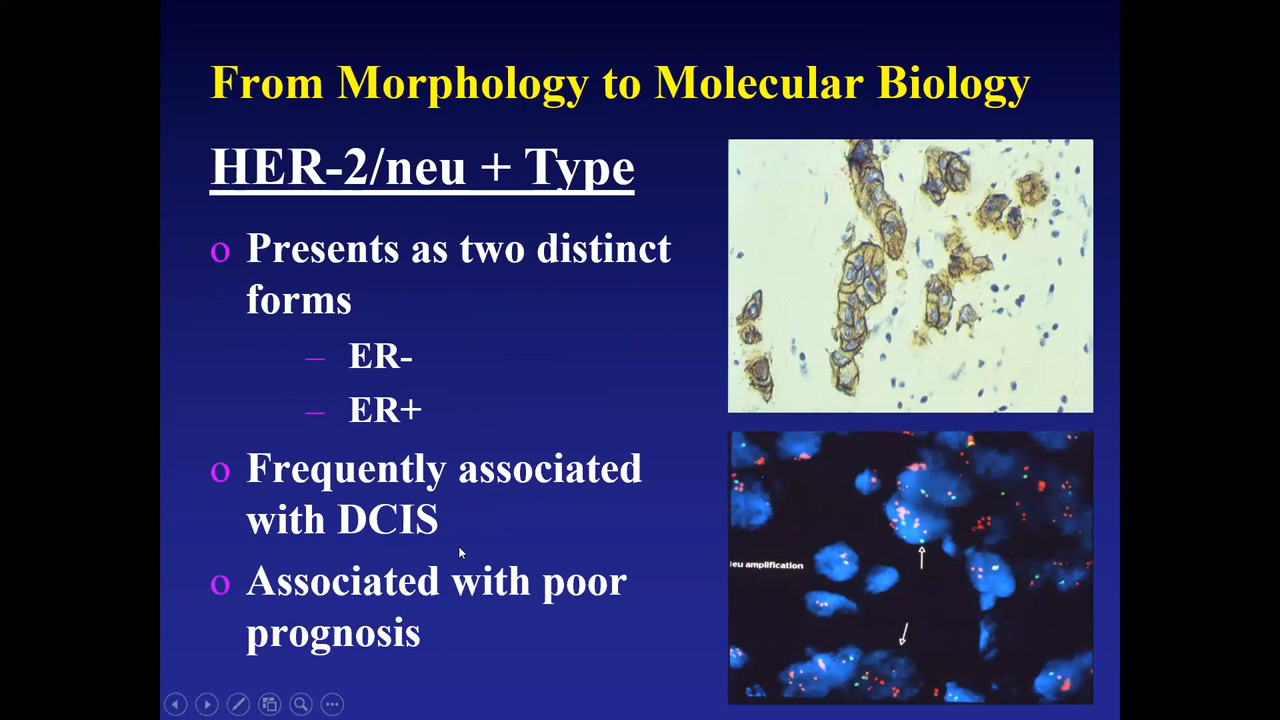 From Morphology to Molecular Biology
HER-2/neu + Type
o Presents as two distinct
forms
– ER-
– ER+
o Frequently associated
with DCIS
o Associated with poor
prognosis
amplification